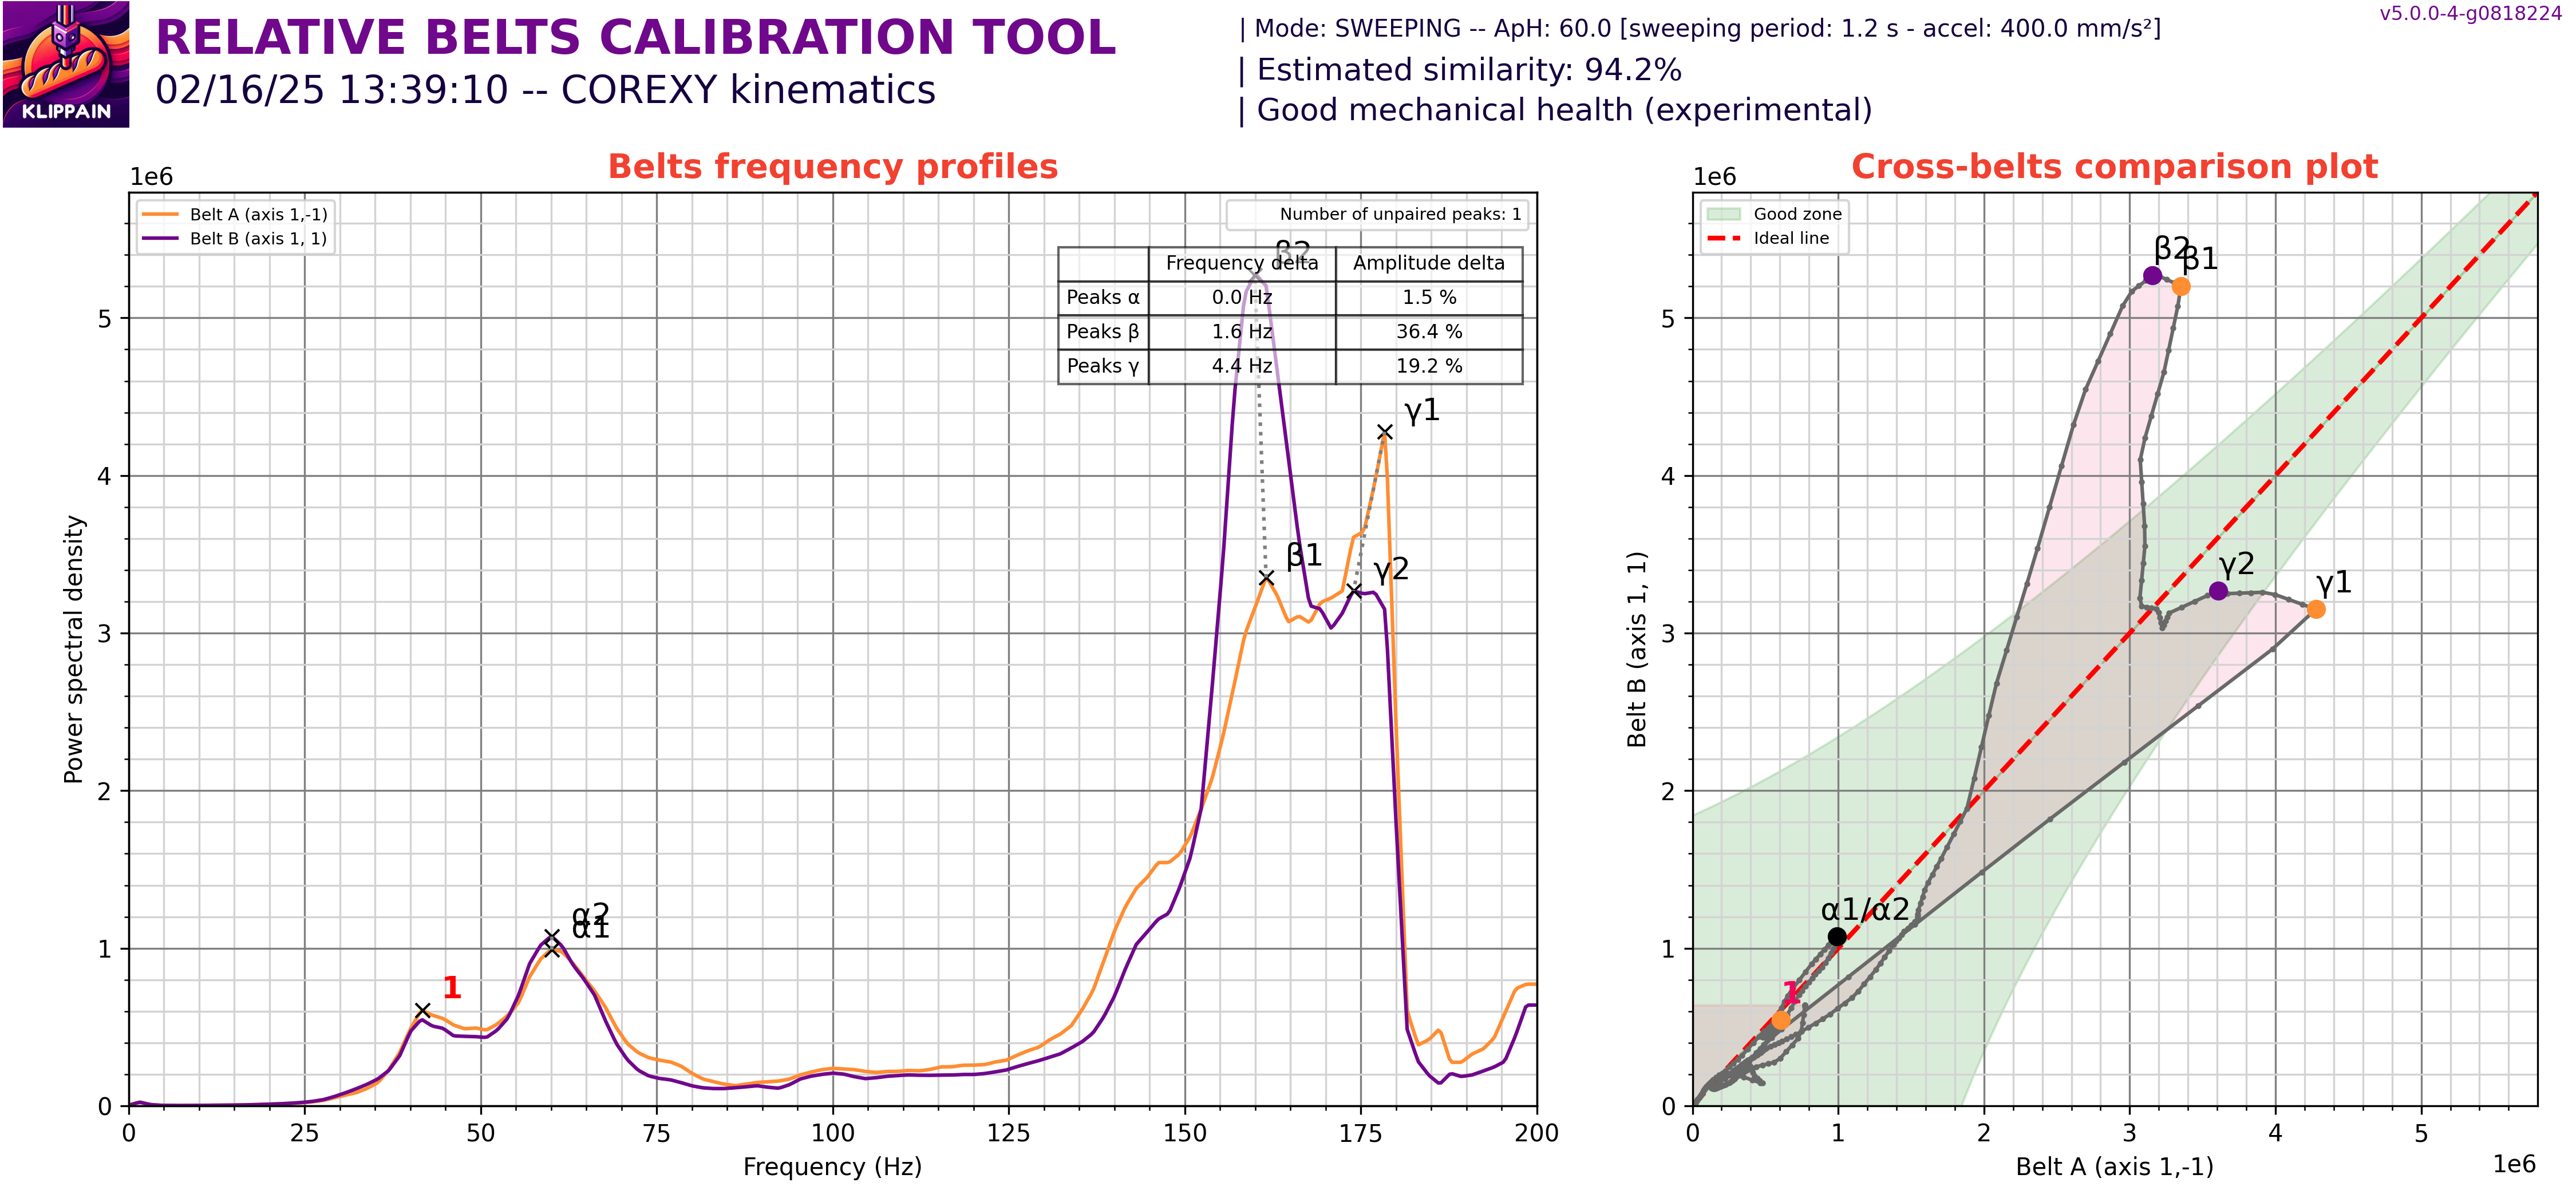 KLIPPAIN
RELATIVE BELTS CALIBRATION TOOL
02/16/25 13:39:10 -- COREXY kinematics
| Mode: SWEEPING -- ApH: 60.0 [sweeping period: 1.2 s - accel: 400.0 mm/s²]
| Estimated similarity: 94.2%
| Good mechanical health (experimental)
v5.0.0-4-g0818224
Belts frequency profiles
1e6
Belt A (axis 1,-1)
Belt B (axis 1, 1)
Number of unpaired peaks: 1
β2
Frequency delta Amplitude delta
Peaks α 0.0 Hz 1.5 %
Peaks β 1.6 Hz 36.4 %
Peaks γ 4.4 Hz 19.2 %
γ1
β1
γ2
α2
α1
1
5
4
3
2
1
0
Power spectral density
0 25 50 75 100 125 150 175 200
Frequency (Hz)
Cross-belts comparison plot
1e6
Good zone
Ideal line
β2
β1
γ2
γ1
α1/α2
1
5
4
3
2
1
0
Belt B (axis 1, 1)
0 1 2 3 4 5
Belt A (axis 1,-1)
1e6